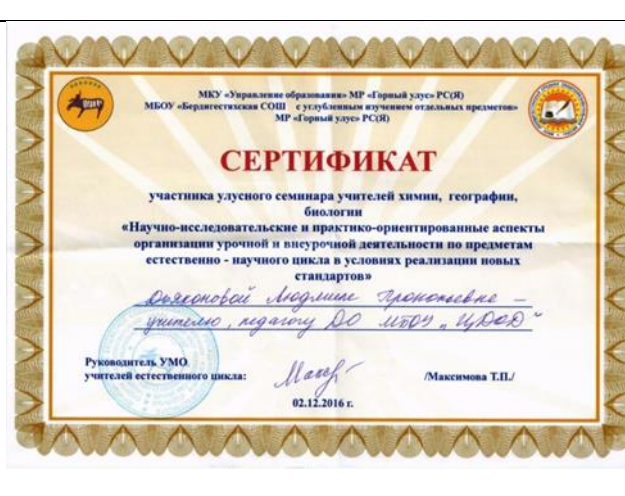 МКУ «Управление образования» МР «Горный улус» РС(Я)
МБОУ «Бердигестяхская СОШ с углубленным изучением отдельных предметов»
МР «Горный улус» РС(Я)
СЕРТИФИКАТ
участника улусного семинара учителей химии, географии,
биологии
«Научно-исследовательские и практико-ориентированные аспекты
организации урочной и внеурочной деятельности по предметам
естественно - научного цикла в условиях реализации новых
стандартов»
Дьяконовой Людмиле Прокопьевне –
учителю, педагогу ДО МБОУ „ЦДОД“
Руководитель УМО
учителей естественного цикла:
/Максимова Т.П./
02.12.2016 г.